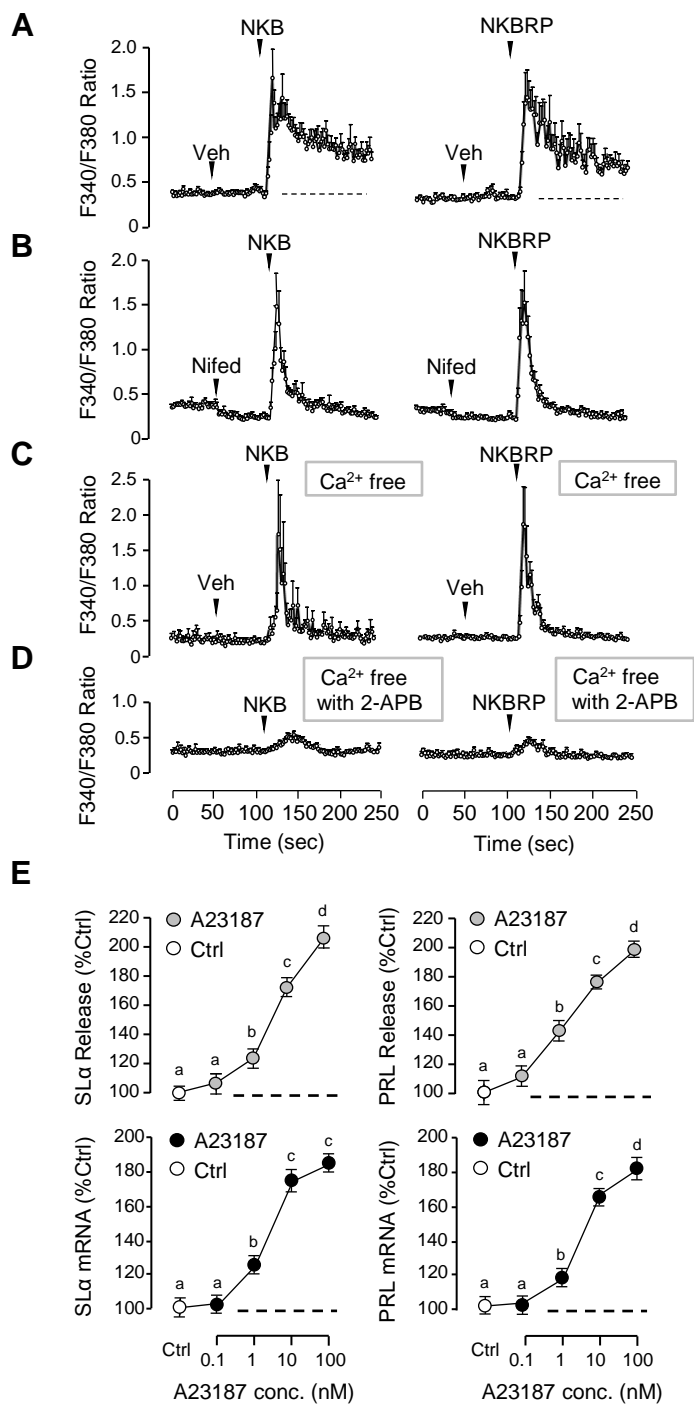 A
NKB
NKBRP
F340/F380 Ratio
2.0
1.5
1.0
0.5
0
Veh
Veh
B
NKB
NKBRP
F340/F380 Ratio
2.0
1.5
1.0
0.5
0
Nifed
Nifed
C
NKB
Ca²⁺ free
NKBRP
Ca²⁺ free
F340/F380 Ratio
2.5
2.0
1.5
1.0
0.5
0
Veh
Veh
D
NKB
Ca²⁺ free
with 2-APB
NKBRP
Ca²⁺ free
with 2-APB
F340/F380 Ratio
1.0
0.5
0
0 50 100 150 200 250
0 50 100 150 200 250
Time (sec)
Time (sec)
E
SLα Release (%Ctrl)
220
200
180
160
140
120
100
A23187
Ctrl
a a b c d
PRL Release (%Ctrl)
220
200
180
160
140
120
100
A23187
Ctrl
a a b c d
SLα mRNA (%Ctrl)
200
180
160
140
120
100
A23187
Ctrl
a a b c c
PRL mRNA (%Ctrl)
200
180
160
140
120
100
A23187
Ctrl
a a b c d
Ctrl 0.1 1 10 100
Ctrl 0.1 1 10 100
A23187 conc. (nM)
A23187 conc. (nM)